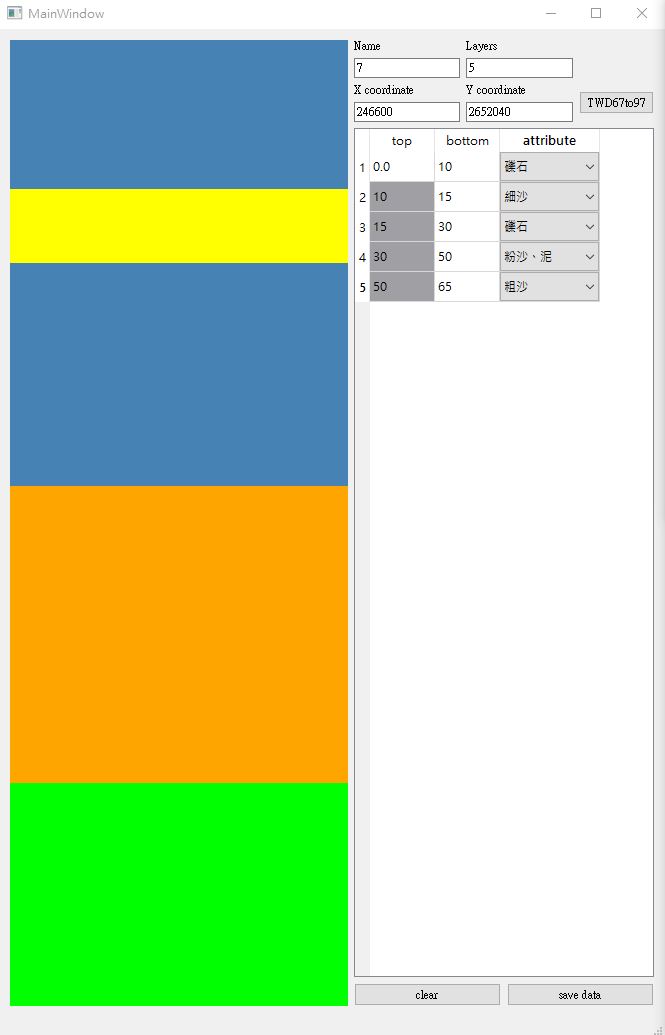 MainWindow
Name Layers
7 5
X coordinate Y coordinate
246600 2652040 TWD67to97
top bottom attribute
1 0.0 10 礫石
2 10 15 細沙
3 15 30 礫石
4 30 50 粉沙、泥
5 50 65 粗沙
clear save data